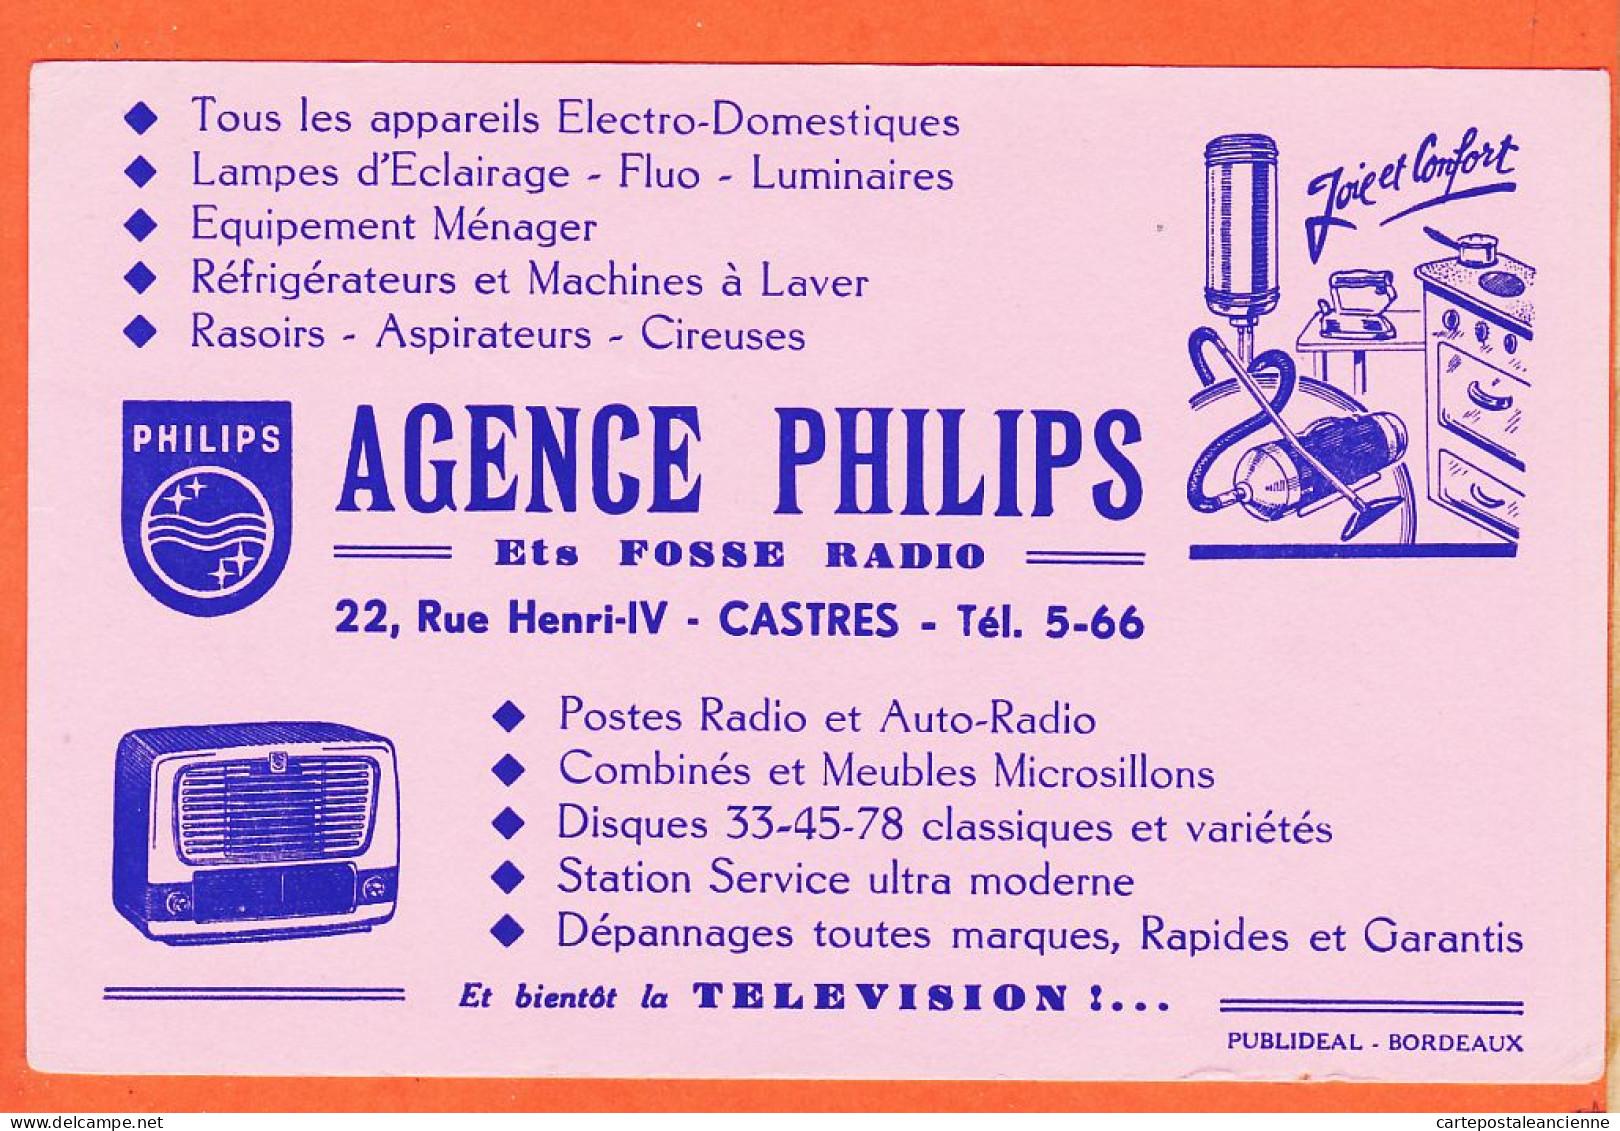 ◆ Tous les appareils Electro-Domestiques
◆ Lampes d'Eclairage - Fluo - Luminaires
◆ Equipement Ménager
◆ Réfrigérateurs et Machines à Laver
◆ Rasoirs - Aspirateurs - Cireuses
Joie et Confort
PHILIPS
AGENCE PHILIPS
Ets FOSSE RADIO
22, Rue Henri-IV - CASTRES - Tél. 5-66
◆ Postes Radio et Auto-Radio
◆ Combinés et Meubles Microsillons
◆ Disques 33-45-78 classiques et variétés
◆ Station Service ultra moderne
◆ Dépannages toutes marques, Rapides et Garantis
Et bientôt la TELEVISION !...
PUBLIDEAL - BORDEAUX
cartepostaleancienne